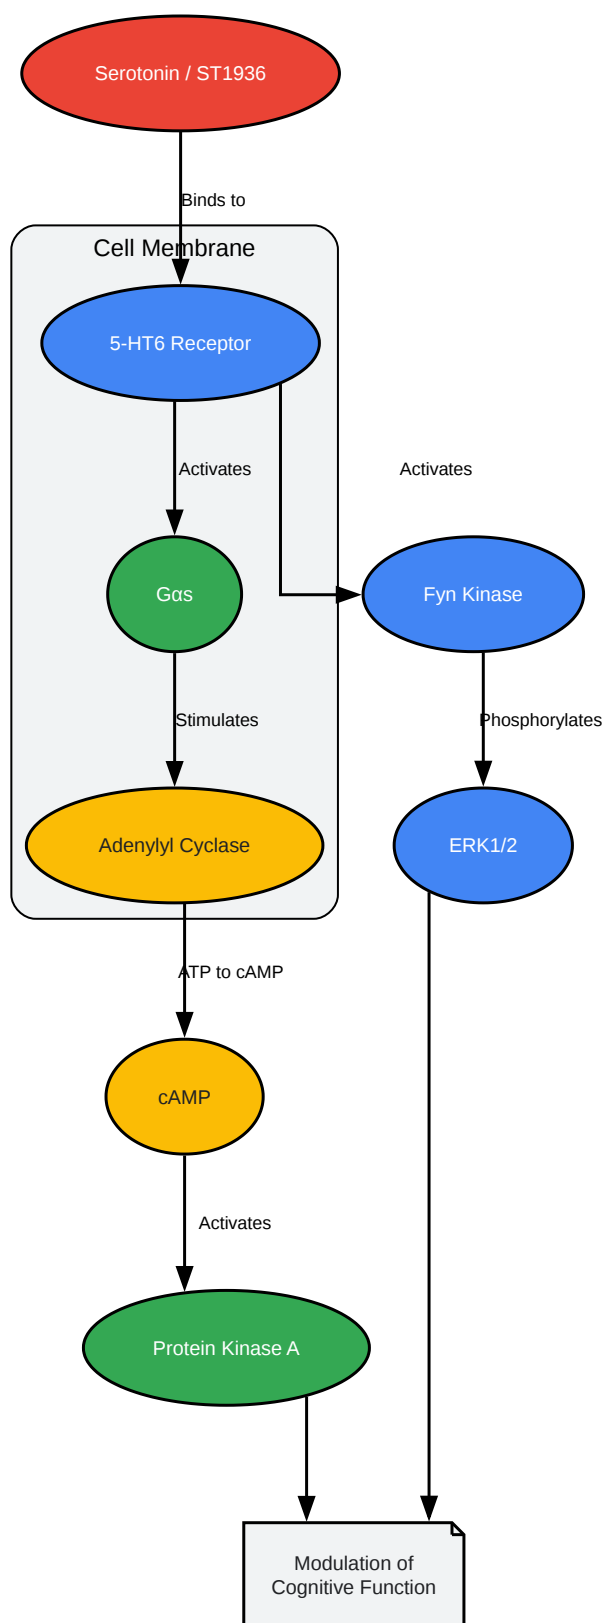 Serotonin / ST1936
Binds to
Cell Membrane
5-HT6 Receptor
Activates
Activates
Gαs
Fyn Kinase
Stimulates
Phosphorylates
Adenylyl Cyclase
ERK1/2
ATP to cAMP
cAMP
Activates
Protein Kinase A
Modulation of
Cognitive Function